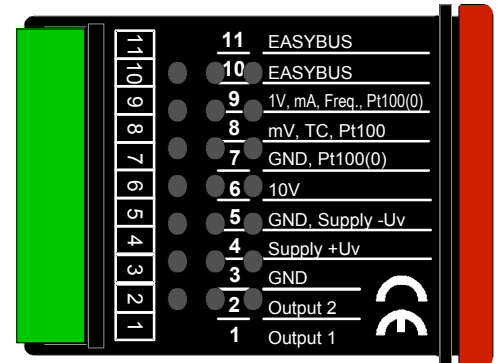 11 11 EASYBUS
10 10 EASYBUS
9 9 1V, mA, Freq., Pt100(0)
8 8 mV, TC, Pt100
7 7 GND, Pt100(0)
6 6 10V
5 5 GND, Supply -Uv
4 4 Supply +Uv
3 3 GND
2 2 Output 2
1 1 Output 1
CE